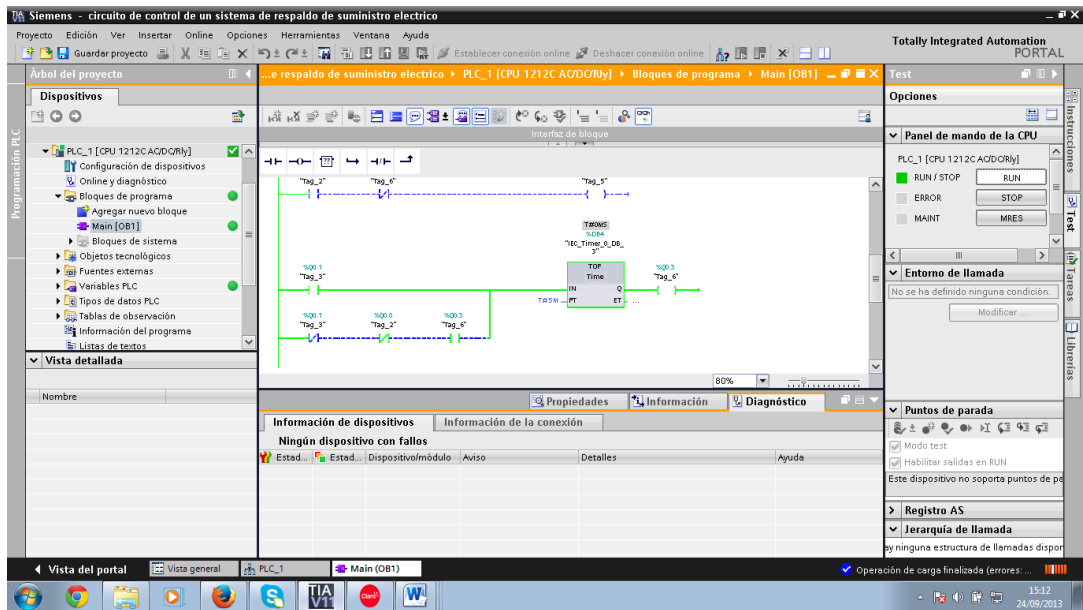 Siemens - circuito de control de un sistema de respaldo de suministro electrico
Proyecto Edición Ver Insertar Online Opciones Herramientas Ventana Ayuda
Guardar proyecto Establecer conexión online Deshacer conexión online
Totally Integrated Automation
PORTAL
Árbol del proyecto
...e respaldo de suministro electrico PLC_1 [CPU 1212C AC/DC/Rly] Bloques de programa Main [OB1]
Test
Dispositivos
Opciones
Interfaz de bloque
Programación PLC
PLC_1 [CPU 1212C AC/DC/Rly]
Configuración de dispositivos
Online y diagnóstico
Bloques de programa
Agregar nuevo bloque
Main [OB1]
Bloques de sistema
Objetos tecnológicos
Fuentes externas
Variables PLC
Tipos de datos PLC
Tablas de observación
Información del programa
Listas de textos
Vista detallada
Nombre
"Tag_2" "Tag_6" "Tag_5"
T#0MS
%DB4
"IEC_Timer_0_DB_
3"
%Q0.1 TOF %Q0.3
"Tag_3" Time "Tag_6"
IN Q
T#5M PT ET ...
%Q0.1 %Q0.0 %Q0.3
"Tag_3" "Tag_2" "Tag_6"
80%
Propiedades Información Diagnóstico
Información de dispositivos Información de la conexión
Ningún dispositivo con fallos
Estad... Estad... Dispositivo/módulo Aviso Detalles Ayuda
Panel de mando de la CPU
PLC_1 [CPU 1212C AC/DC/Rly]
RUN / STOP RUN
ERROR STOP
MAINT MRES
Entorno de llamada
No se ha definido ninguna condición.
Modificar ...
Puntos de parada
Modo test
Habilitar salidas en RUN
Este dispositivo no soporta puntos de pe
Registro AS
Jerarquía de llamada
ay ninguna estructura de llamadas dispor
Instrucciones
Test
Tareas
Librerías
Vista del portal Vista general PLC_1 Main (OB1) Operación de carga finalizada (errores: ...
TIA
V11
Claro
W
15:12
24/09/2013